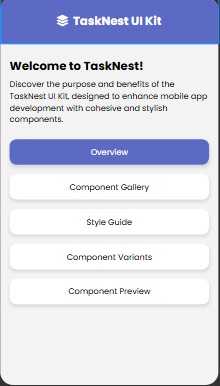 TaskNest UI Kit
Welcome to TaskNest!
Discover the purpose and benefits of the
TaskNest UI Kit, designed to enhance mobile app
development with cohesive and stylish
components.
Overview
Component Gallery
Style Guide
Component Variants
Component Preview